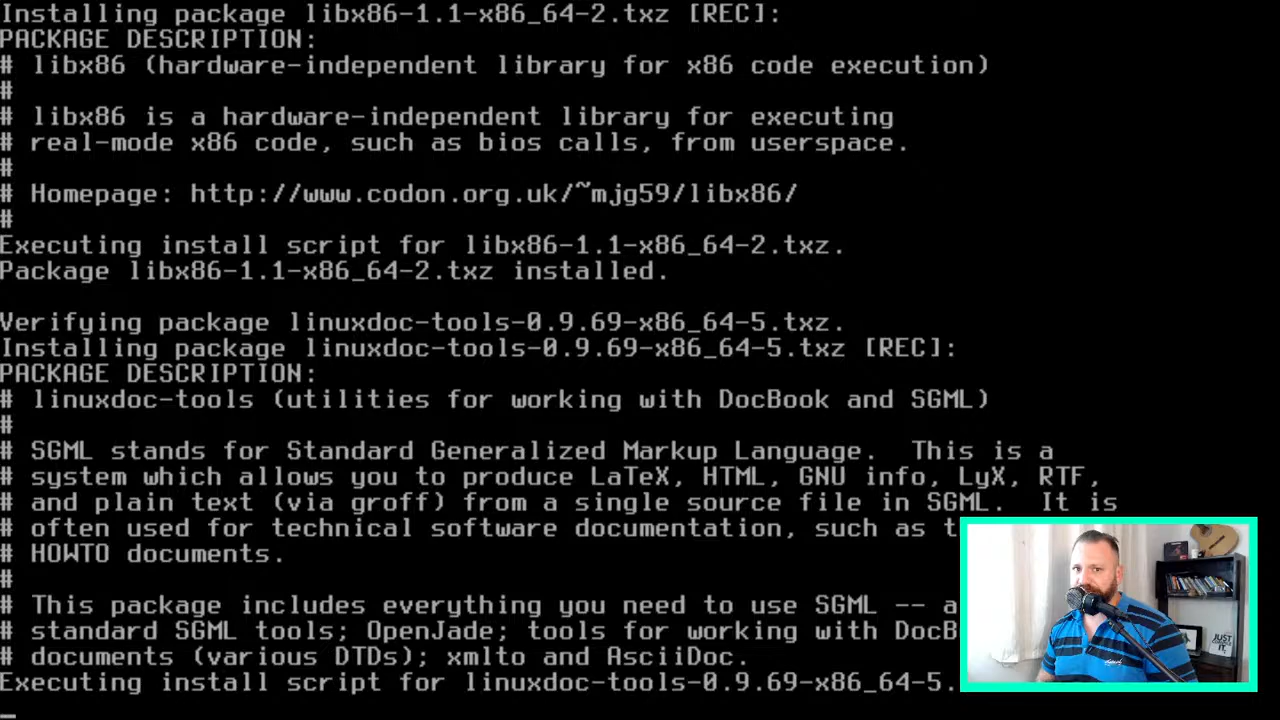 Installing package libx86-1.1-x86_64-2.txz [REC]:
PACKAGE DESCRIPTION:
# libx86 (hardware-independent library for x86 code execution)
#
# libx86 is a hardware-independent library for executing
# real-mode x86 code, such as bios calls, from userspace.
#
# Homepage: http://www.codon.org.uk/~mjg59/libx86/
#
Executing install script for libx86-1.1-x86_64-2.txz.
Package libx86-1.1-x86_64-2.txz installed.
Verifying package linuxdoc-tools-0.9.69-x86_64-5.txz.
Installing package linuxdoc-tools-0.9.69-x86_64-5.txz [REC]:
PACKAGE DESCRIPTION:
# linuxdoc-tools (utilities for working with DocBook and SGML)
#
# SGML stands for Standard Generalized Markup Language.  This is a
# system which allows you to produce LaTeX, HTML, GNU info, LyX, RTF,
# and plain text (via groff) from a single source file in SGML.  It is
# often used for technical software documentation, such as t
# HOWTO documents.
#
# This package includes everything you need to use SGML -- a
# standard SGML tools; OpenJade; tools for working with DocB
# documents (various DTDs); xmlto and AsciiDoc.
Executing install script for linuxdoc-tools-0.9.69-x86_64-5.
JUST
IT.